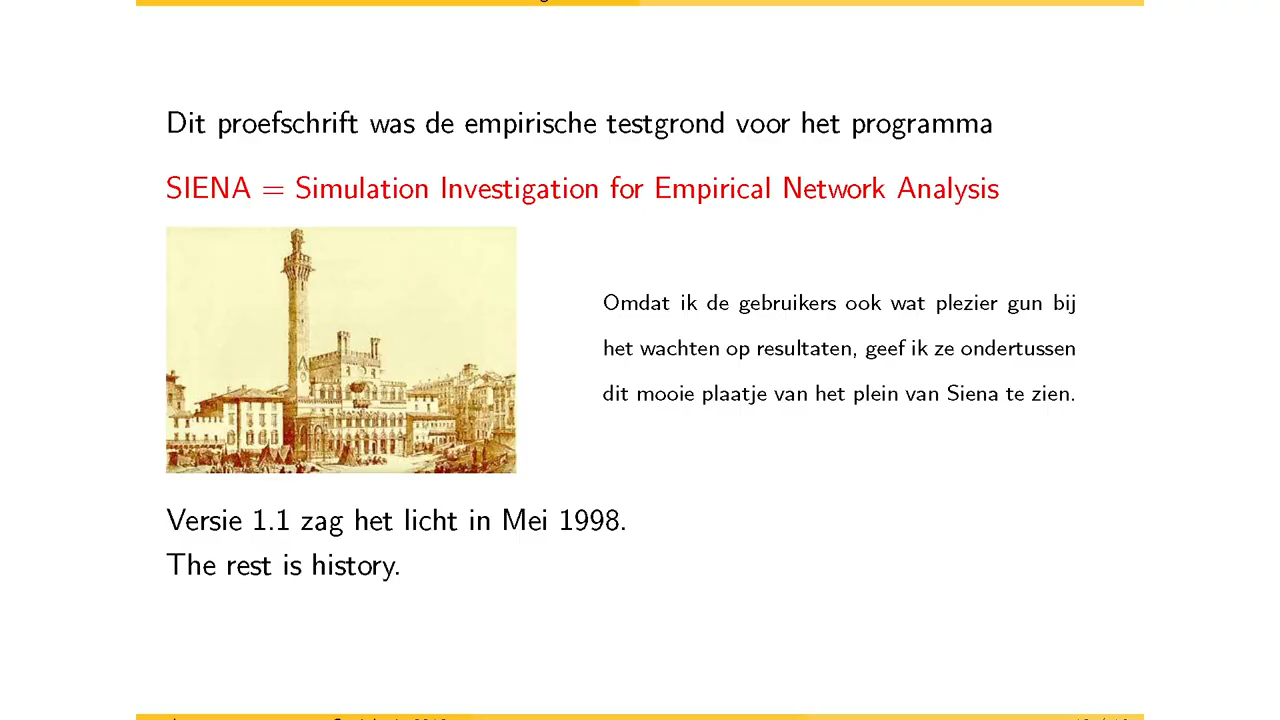 Dit proefschrift was de empirische testgrond voor het programma
SIENA = Simulation Investigation for Empirical Network Analysis
Omdat ik de gebruikers ook wat plezier gun bij
het wachten op resultaten, geef ik ze ondertussen
dit mooie plaatje van het plein van Siena te zien.
Versie 1.1 zag het licht in Mei 1998.
The rest is history.